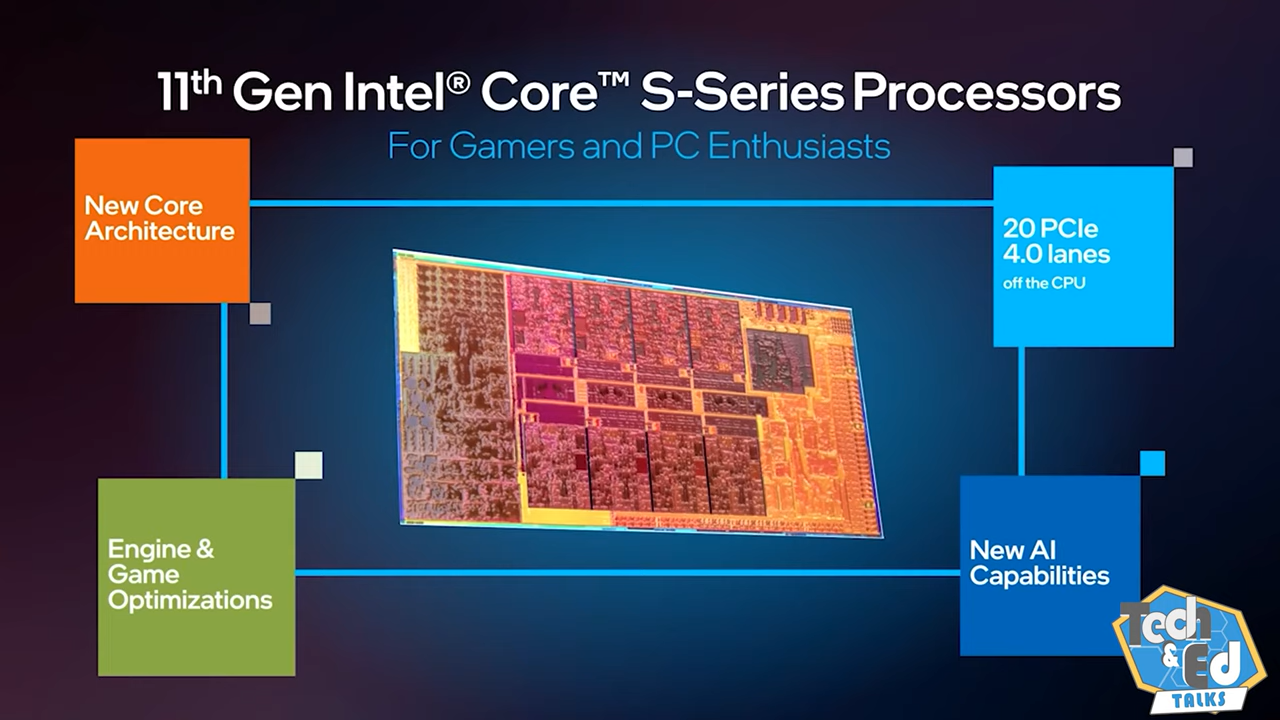 11th Gen Intel® Core™ S-Series Processors
For Gamers and PC Enthusiasts
New Core
Architecture
20 PCIe
4.0 lanes
off the CPU
Engine &
Game
Optimizations
New AI
Capabilities
Tech
& Ed
TALKS